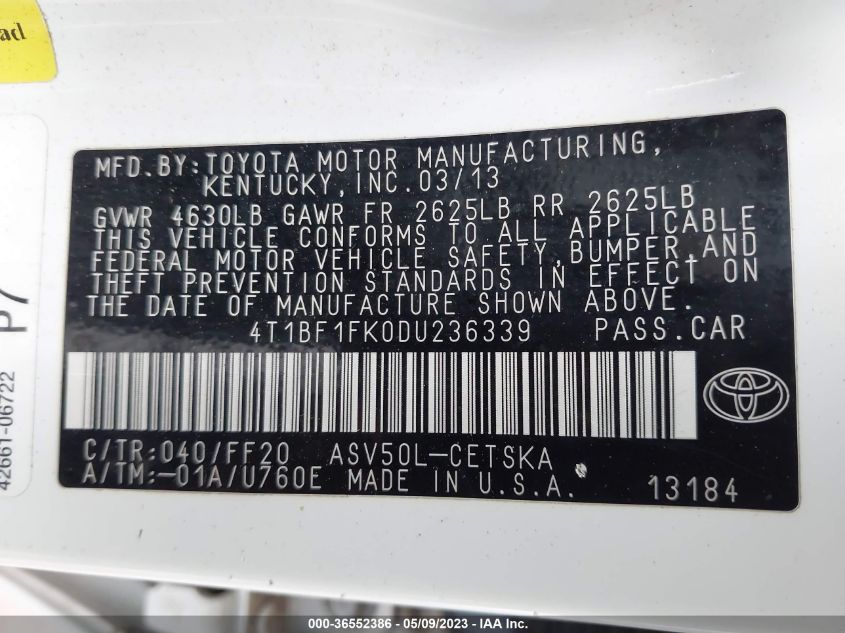 ad
MFD. BY: TOYOTA MOTOR MANUFACTURING,
KENTUCKY, INC. 03/13
GVWR 4630LB GAWR FR 2625LB RR 2625LB
THIS VEHICLE CONFORMS TO ALL APPLICABLE
FEDERAL MOTOR VEHICLE SAFETY, BUMPER, AND
THEFT PREVENTION STANDARDS IN EFFECT ON
THE DATE OF MANUFACTURE SHOWN ABOVE.
4T1BF1FK0DU236339 PASS. CAR
C/TR: 040/FF20 ASV50L-CETSKA
A/TM: -01A/U760E MADE IN U.S.A. 13184
P7
42661-06722
000-36552386 - 05/09/2023 - IAA Inc.